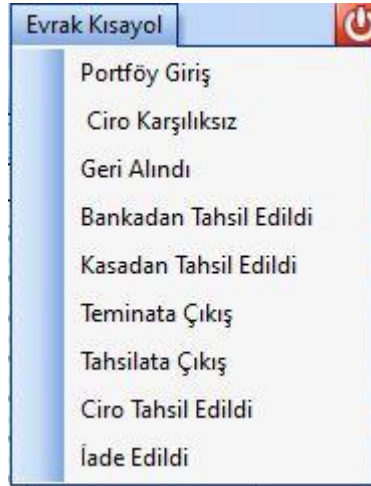 Evrak Kısayol
Portföy Giriş
Ciro Karşılıksız
Geri Alındı
Bankadan Tahsil Edildi
Kasadan Tahsil Edildi
Teminata Çıkış
Tahsilata Çıkış
Ciro Tahsil Edildi
İade Edildi